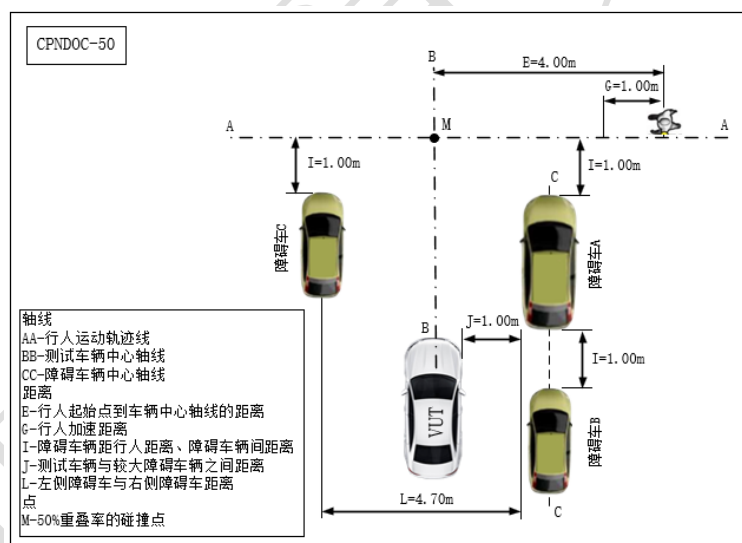 CPNDOC-50
B
E=4.00m
G=1.00m
A
M
A
I=1.00m
I=1.00m
C
障碍车C
障碍车A
轴线
AA-行人运动轨迹线
BB-测试车辆中心轴线
CC-障碍车辆中心轴线
距离
E-行人起始点到车辆中心轴线的距离
G-行人加速距离
I-障碍车辆距行人距离、障碍车辆间距离
J-测试车辆与较大障碍车辆之间距离
L-左侧障碍车与右侧障碍车距离
点
M-50%重叠率的碰撞点
B
J=1.00m
I=1.00m
VUT
障碍车B
L=4.70m
C